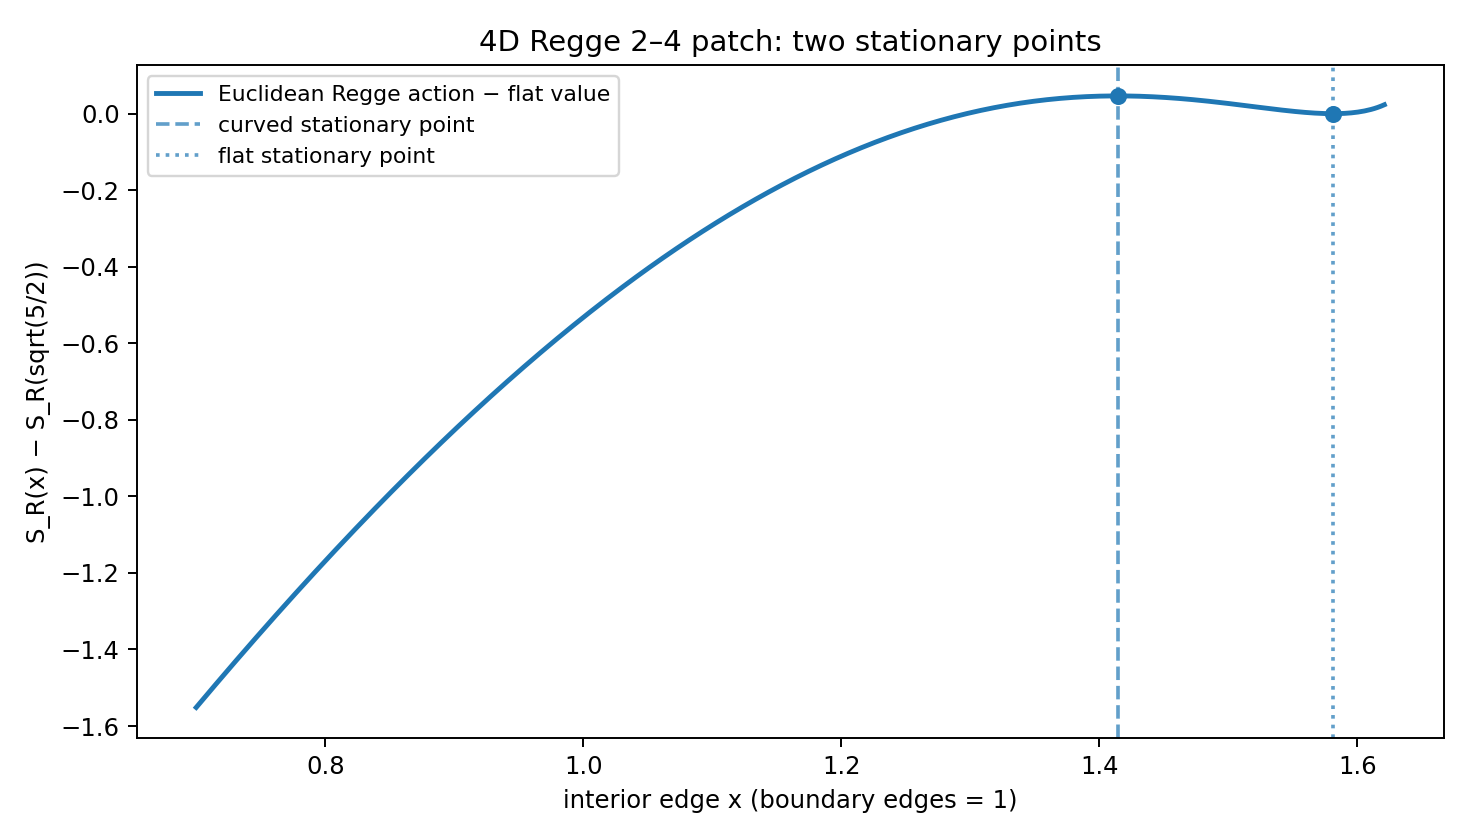 4D Regge 2–4 patch: two stationary points
Euclidean Regge action − flat value
curved stationary point
flat stationary point
S_R(x) − S_R(sqrt(5/2))
0.0
−0.2
−0.4
−0.6
−0.8
−1.0
−1.2
−1.4
−1.6
0.8
1.0
1.2
1.4
1.6
interior edge x (boundary edges = 1)